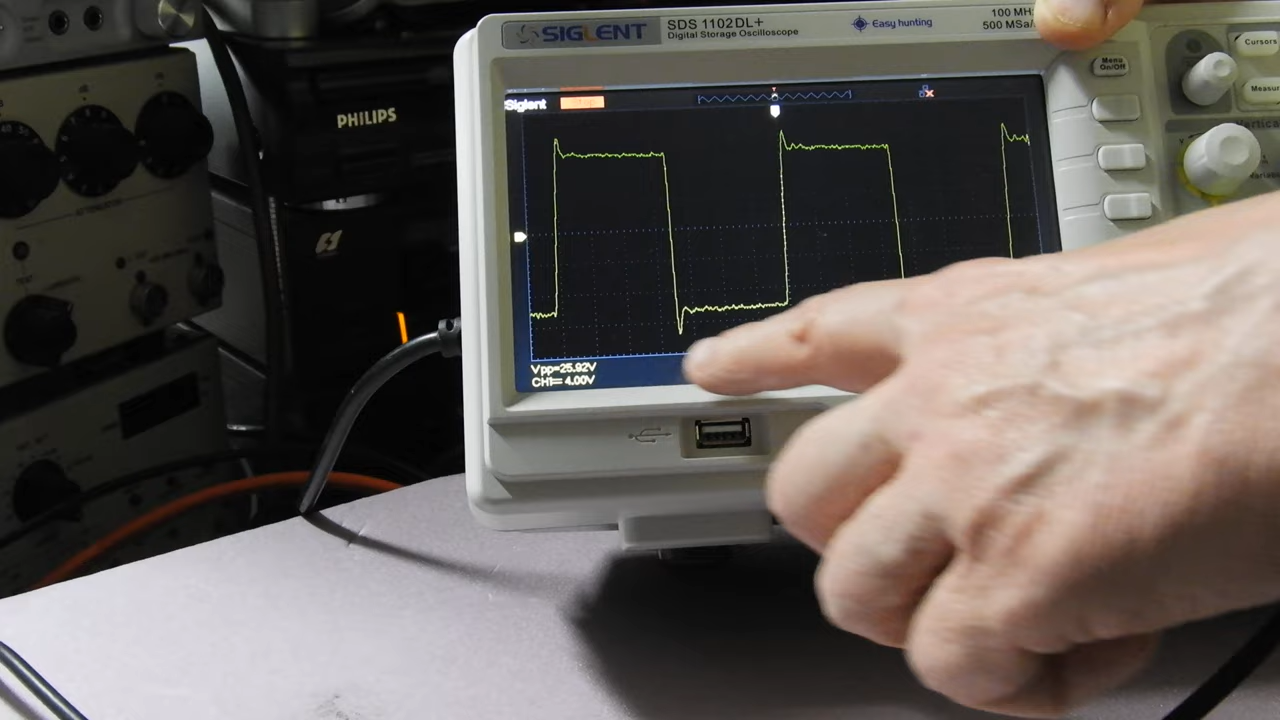 SIGLENT
SDS 1102DL+
Digital Storage Oscilloscope
Easy hunting
100 MH
500 MSa/
Cursors
Menu
On/Off
Measur
PHILIPS
Siglent
Vpp=25.92V
CH1= 4.00V